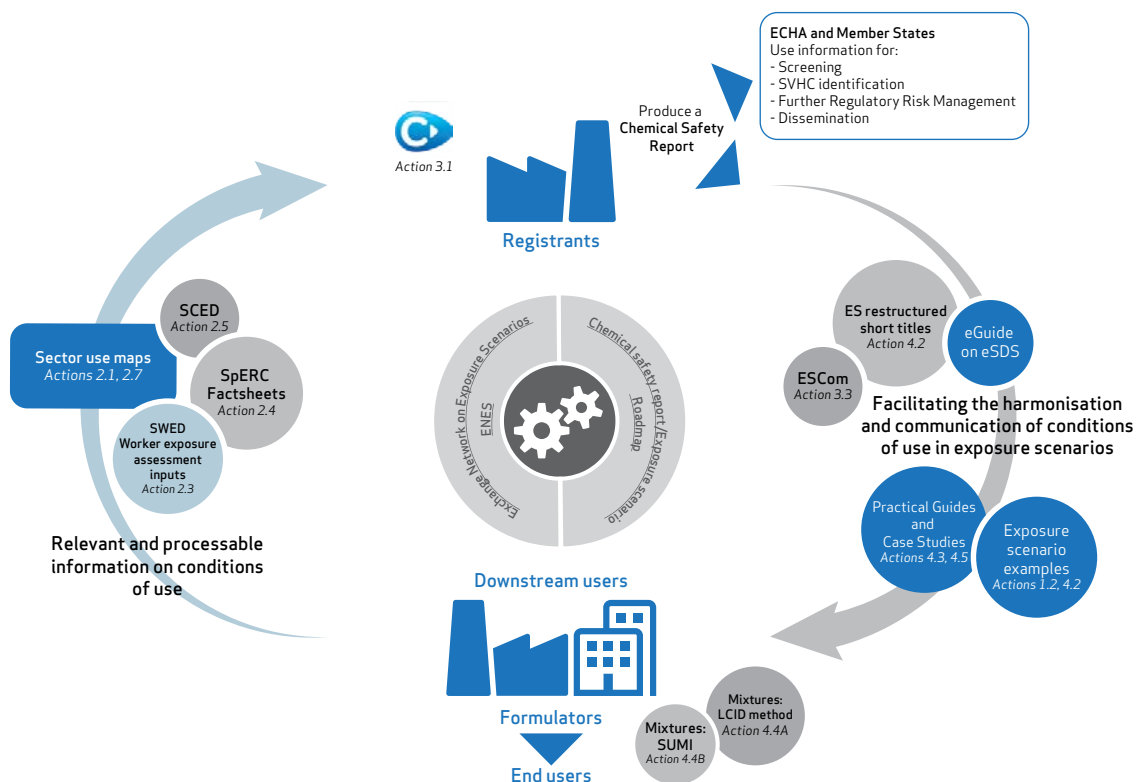 ECHA and Member States
Use information for:
- Screening
- SVHC identification
- Further Regulatory Risk Management
- Dissemination
Produce a
Chemical Safety
Report
C
Action 3.1
Registrants
SCED
Action 2.5
Sector use maps
Actions 2.1, 2.7
SpERC
Factsheets
Action 2.4
SWED
Worker exposure
assessment
inputs
Action 2.3
Relevant and processable
information on conditions
of use
Exchange Network on Exposure Scenarios
ENES
Chemical safety report/Exposure scenario
Roadmap
ES restructured
short titles
Action 4.2
eGuide
on eSDS
ESCom
Action 3.3
Facilitating the harmonisation
and communication of conditions
of use in exposure scenarios
Practical Guides
and
Case Studies
Actions 4.3, 4.5
Exposure
scenario
examples
Actions 1.2, 4.2
Downstream users
Formulators
End users
Mixtures:
LCID method
Action 4.4A
Mixtures:
SUMI
Action 4.4B